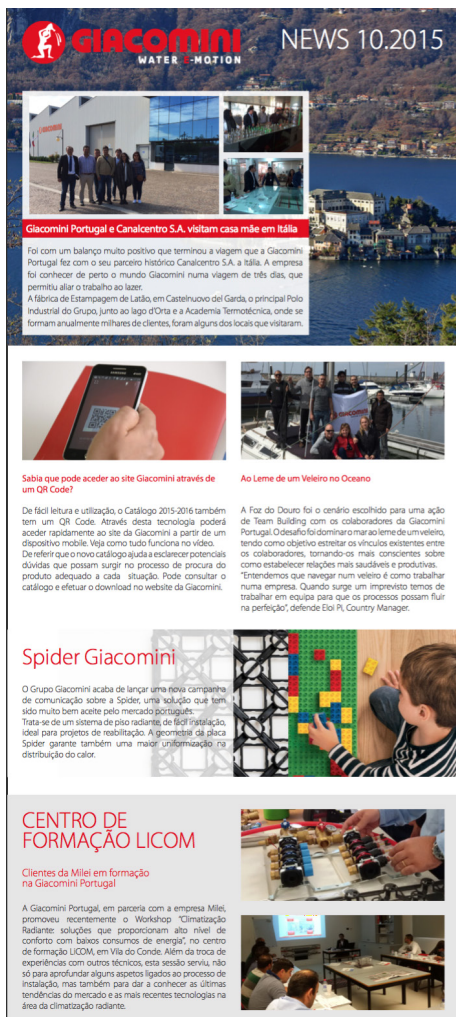 GIACOMINI
WATER E-MOTION
NEWS 10.2015
GIACOMINI
Giacomini Portugal e Canalcentro S.A. visitam casa mãe em Itália
Foi com um balanço muito positivo que terminou a viagem que a Giacomini
Portugal fez com o seu parceiro histórico Canalcentro S.A. a Itália. A empresa
foi conhecer de perto o mundo Giacomini numa viagem de três dias, que
permitiu aliar o trabalho ao lazer.
A fábrica de Estampagem de Latão, em Castelnuovo del Garda, o principal Polo
Industrial do Grupo, junto ao lago d'Orta e a Academia Termotécnica, onde se
formam anualmente milhares de clientes, foram alguns dos locais que visitaram.
Sabia que pode aceder ao site Giacomini através de
um QR Code?
De fácil leitura e utilização, o Catálogo 2015-2016 também
tem um QR Code. Através desta tecnologia poderá
aceder rapidamente ao site da Giacomini a partir de um
dispositivo mobile. Veja como tudo funciona no vídeo.
De referir que o novo catálogo ajuda a esclarecer potenciais
dúvidas que possam surgir no processo de procura do
produto adequado a cada situação. Pode consultar o
catálogo e efetuar o download no website da Giacomini.
GIACOMINI
Ao Leme de um Veleiro no Oceano
A Foz do Douro foi o cenário escolhido para uma ação
de Team Building com os colaboradores da Giacomini
Portugal. O desafio foi dominar o mar ao leme de um veleiro,
tendo como objetivo estreitar os vínculos existentes entre
os colaboradores, tornando-os mais conscientes sobre
como estabelecer relações mais saudáveis e produtivas.
"Entendemos que navegar num veleiro é como trabalhar
numa empresa. Quando surge um imprevisto temos de
trabalhar em equipa para que os processos possam fluir
na perfeição", defende Eloi Pi, Country Manager.
Spider Giacomini
O Grupo Giacomini acaba de lançar uma nova campanha
de comunicação sobre a Spider, uma solução que tem
sido muito bem aceite pelo mercado português.
Trata-se de um sistema de piso radiante, de fácil instalação,
ideal para projetos de reabilitação. A geometria da placa
Spider garante também uma maior uniformização na
distribuição do calor.
CENTRO DE
FORMAÇÃO LICOM
Clientes da Milei em formação
na Giacomini Portugal
A Giacomini Portugal, em parceria com a empresa Milei,
promoveu recentemente o Workshop "Climatização
Radiante: soluções que proporcionam alto nível de
conforto com baixos consumos de energia", no centro
de formação LICOM, em Vila do Conde. Além da troca de
experiências com outros técnicos, esta sessão serviu, não
só para aprofundar alguns aspetos ligados ao processo de
instalação, mas também para dar a conhecer as últimas
tendências do mercado e as mais recentes tecnologias na
área da climatização radiante.